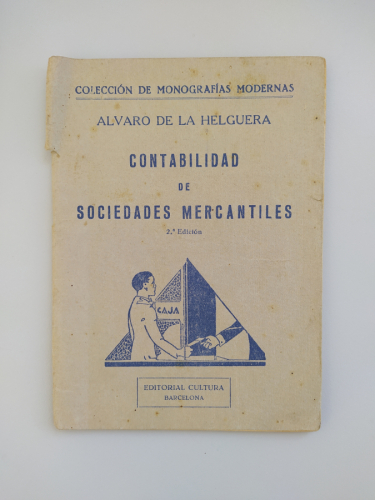 COLECCIÓN DE MONOGRAFÍAS MODERNAS
ALVARO DE LA HELGUERA
CONTABILIDAD
DE
SOCIEDADES MERCANTILES
2.ª Edición
CAJA
EDITORIAL CULTURA
BARCELONA